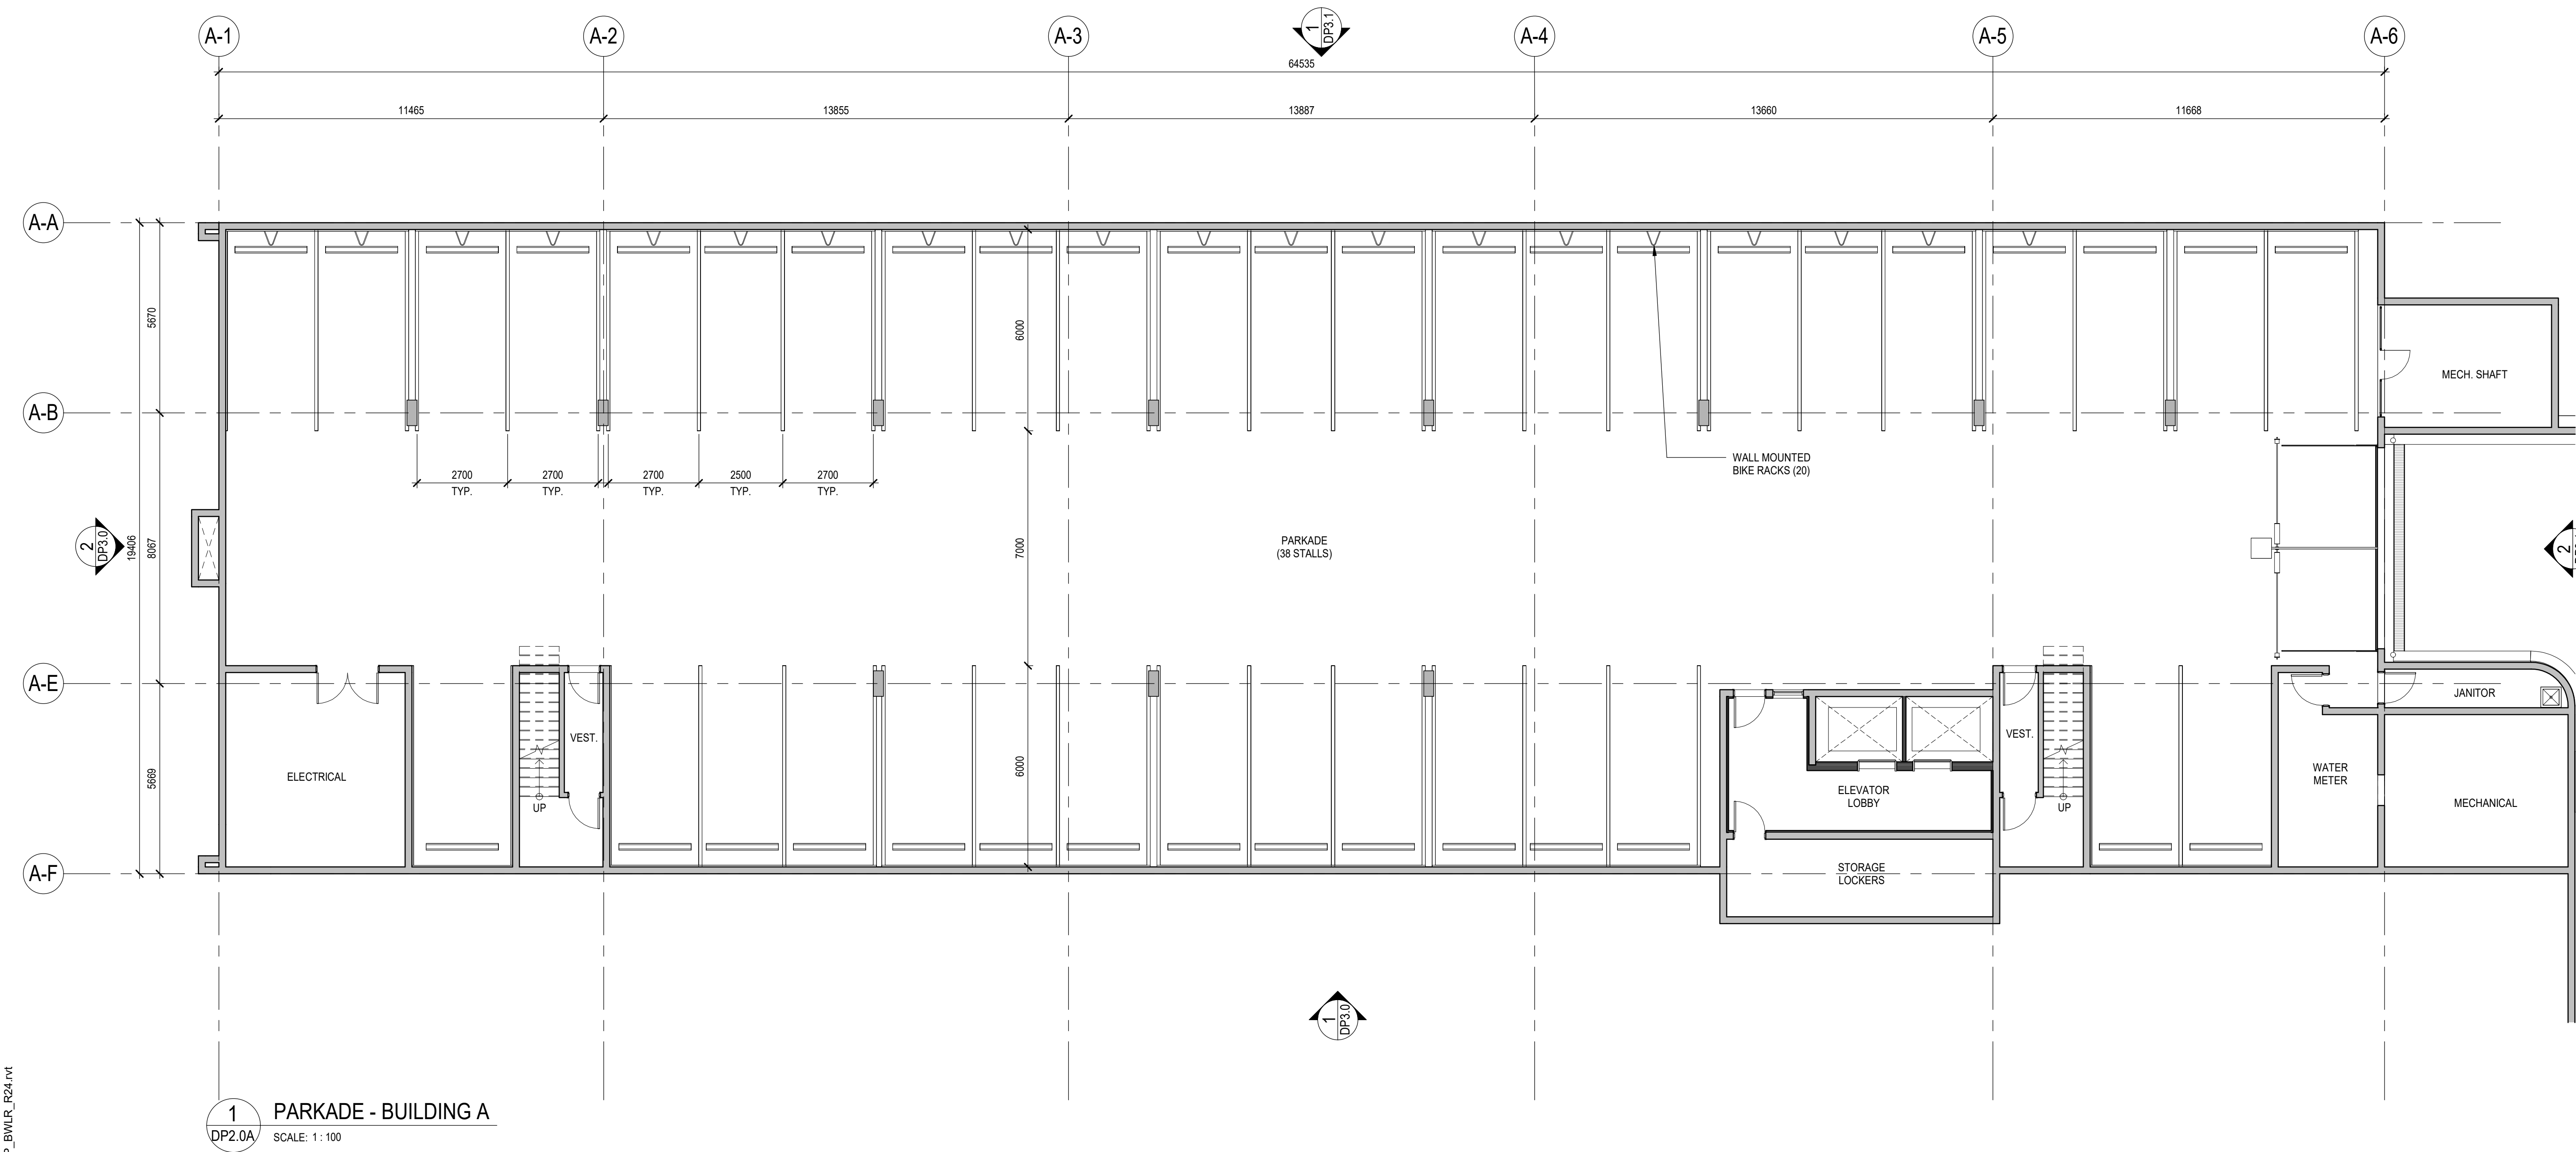 A-1
A-2
A-3
1
DP3.1
A-4
A-5
A-6
64535
11465
13855
13887
13660
11668
A-A
5670
6000
MECH. SHAFT
A-B
WALL MOUNTED
BIKE RACKS (20)
2700
TYP.
2700
TYP.
2700
TYP.
2500
TYP.
2700
TYP.
2
DP3.0
19406
8067
7000
PARKADE
(38 STALLS)
2
A-E
JANITOR
VEST.
VEST.
ELECTRICAL
5669
6000
UP
ELEVATOR
LOBBY
UP
WATER
METER
MECHANICAL
A-F
STORAGE
LOCKERS
1
DP3.0
1
DP2.0A
PARKADE - BUILDING A
SCALE: 1 : 100
_BWLR_R24.rvt